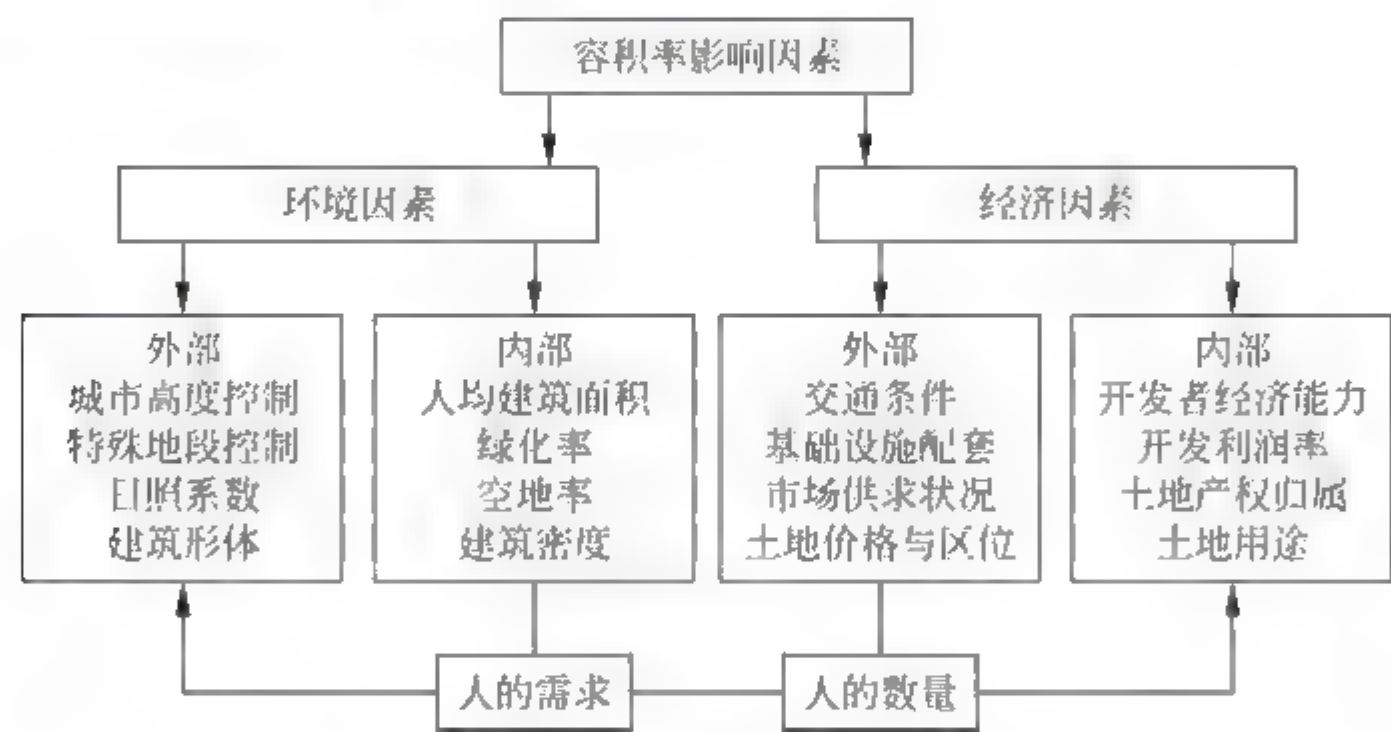 容积率影响因素
环境因素
经济因素
外部
城市高度控制
特殊地段控制
日照系数
建筑形体
内部
人均建筑面积
绿化率
空地率
建筑密度
外部
交通条件
基础设施配套
市场供求状况
土地价格与区位
内部
开发者经济能力
开发利润率
土地产权归属
土地用途
人的需求
人的数量